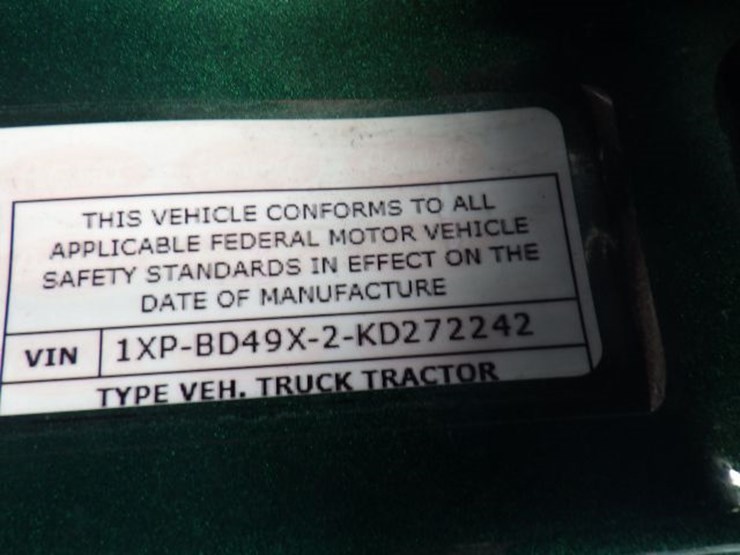 THIS VEHICLE CONFORMS TO ALL
APPLICABLE FEDERAL MOTOR VEHICLE
SAFETY STANDARDS IN EFFECT ON THE
DATE OF MANUFACTURE
VIN 1XP-BD49X-2-KD272242
TYPE VEH. TRUCK TRACTOR